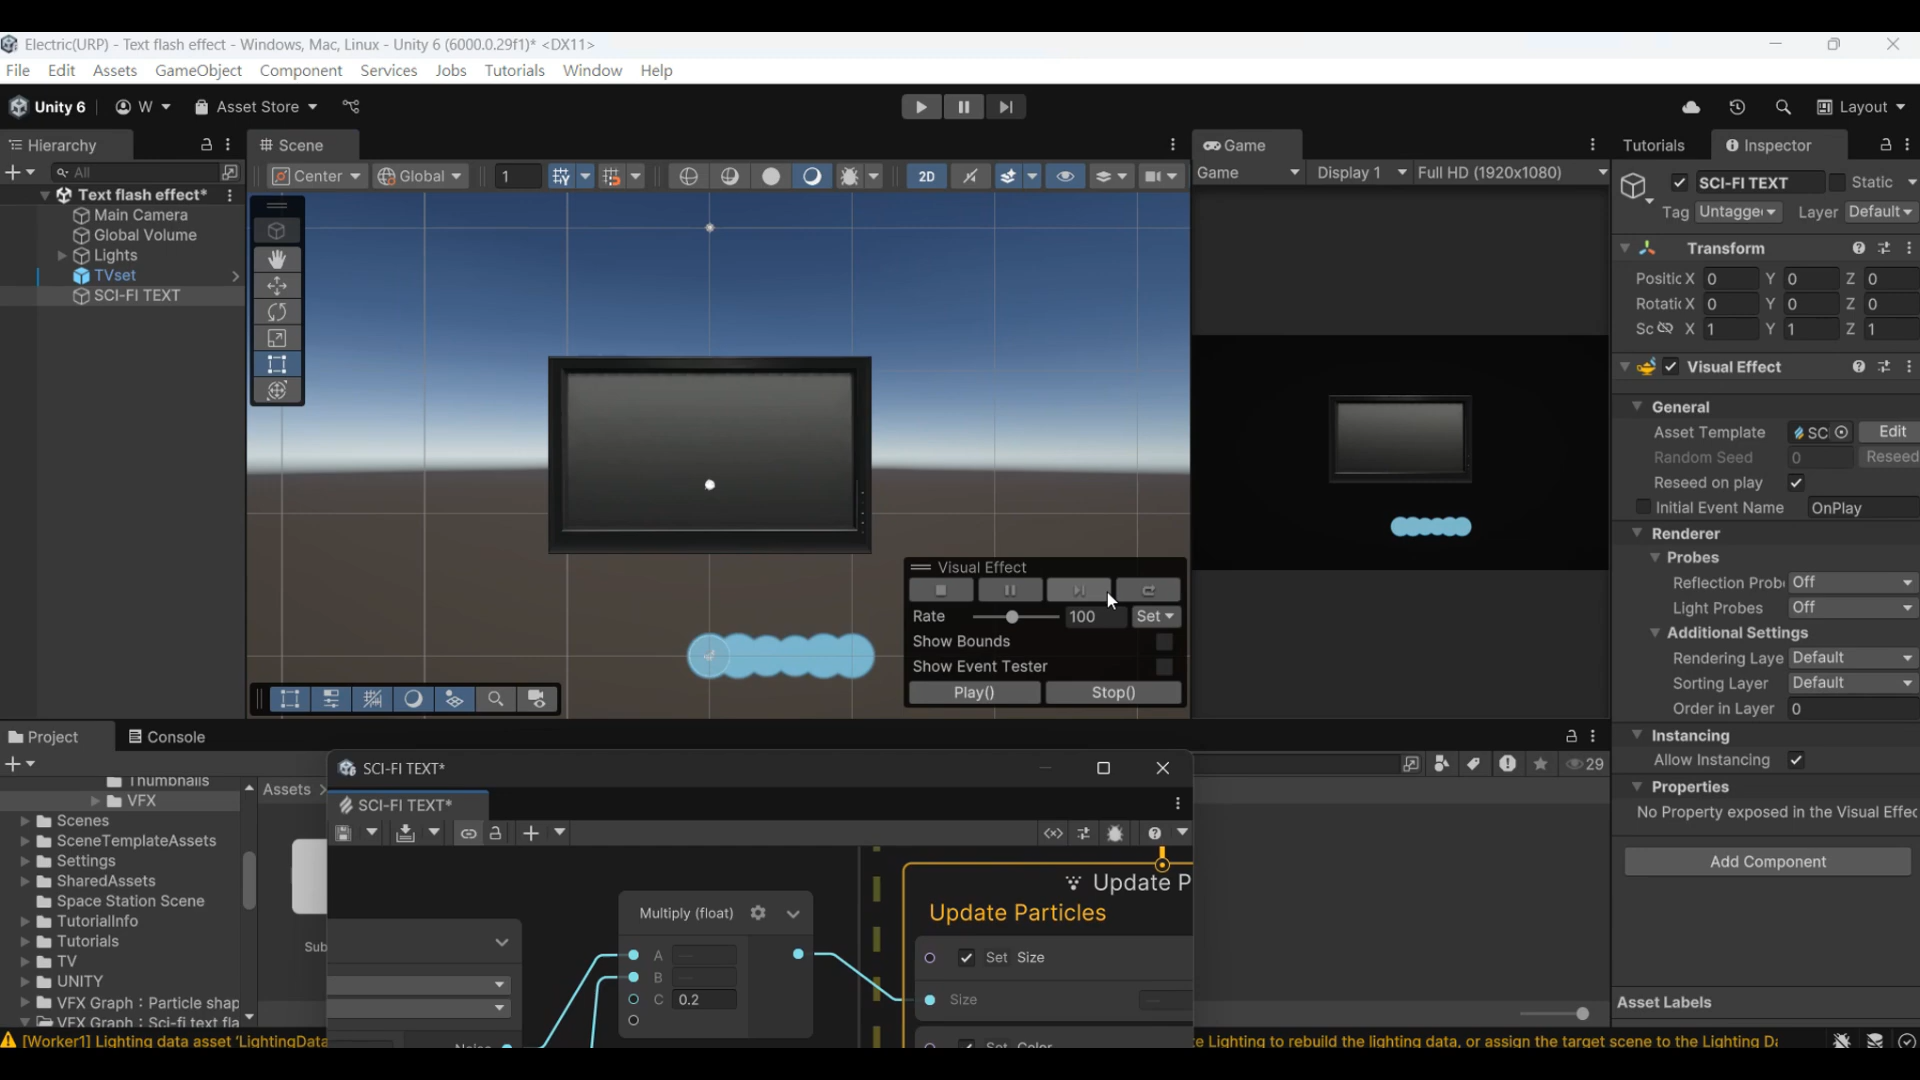 Electric(URP) - Text flash effect - Windows, Mac, Linux - Unity 6 (6000.0.29f1)* <DX11>
File Edit Assets GameObject Component Services Jobs Tutorials Window Help
Unity 6 W Asset Store Layout
Hierarchy
All
Text flash effect*
Main Camera
Global Volume
Lights
TVset
SCI-FI TEXT
Scene
Center Global 1 2D
Game
Game Display 1 Full HD (1920x1080)
Visual Effect
Rate 100 Set
Show Bounds
Show Event Tester
Play() Stop()
Tutorials Inspector
SCI-FI TEXT Static
Tag Untagge Layer Default
Transform
Positic X 0 Y 0 Z 0
Rotatic X 0 Y 0 Z 0
Sc X 1 Y 1 Z 1
Visual Effect
General
Asset Template SC Edit
Random Seed 0 Reseed
Reseed on play
Initial Event Name OnPlay
Renderer
Probes
Reflection Prob Off
Light Probes Off
Additional Settings
Rendering Laye Default
Sorting Layer Default
Order in Layer 0
Instancing
Allow Instancing
Properties
No Property exposed in the Visual Effec
Add Component
Asset Labels
Project Console
29
Thumbnails
VFX
Scenes
SceneTemplateAssets
Settings
SharedAssets
Space Station Scene
TutorialInfo
Tutorials
TV
UNITY
VFX Graph : Particle shap
VFX Graph : Sci-fi text fla
Assets
Sub
SCI-FI TEXT*
SCI-FI TEXT*
Multiply (float)
A
B
C 0.2
Noise
Update P
Update Particles
Set Size
Size
Set Color
[Worker1] Lighting data asset 'LightingData
e Lighting to rebuild the lighting data, or assign the target scene to the Lighting Da